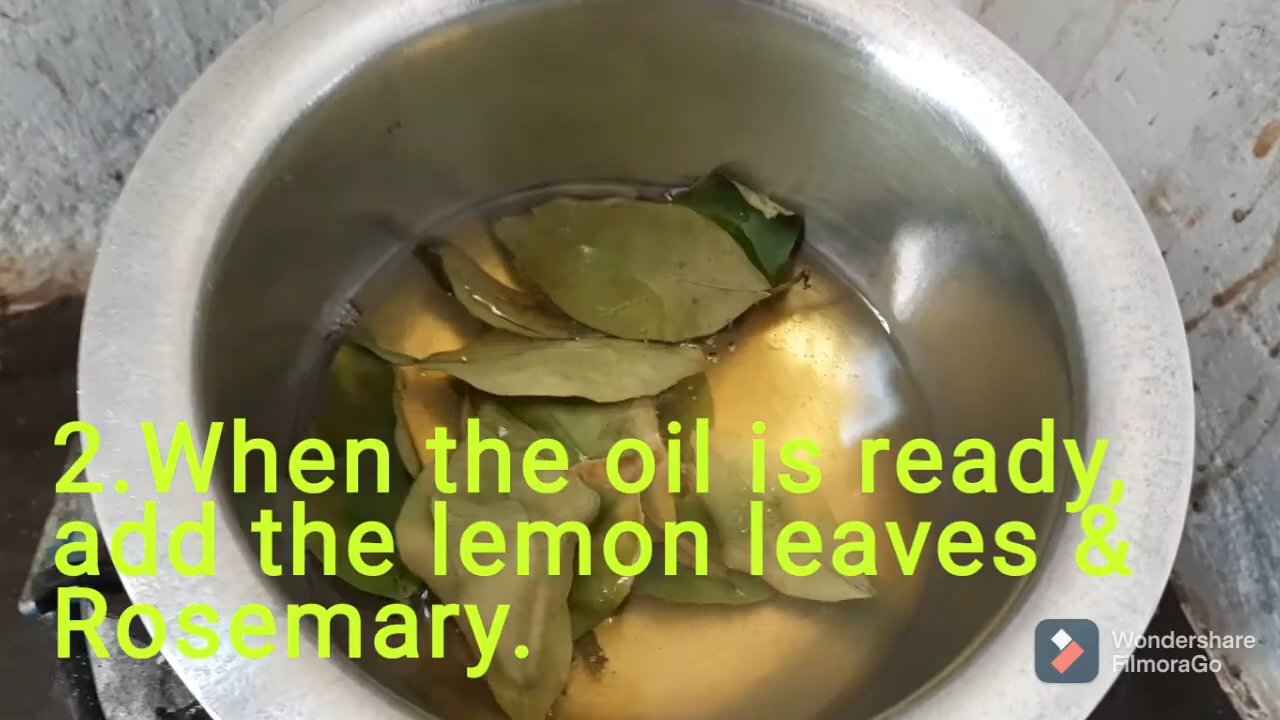 2.When the oil is ready,
add the lemon leaves &
Rosemary.
Wondershare
FilmoraGo